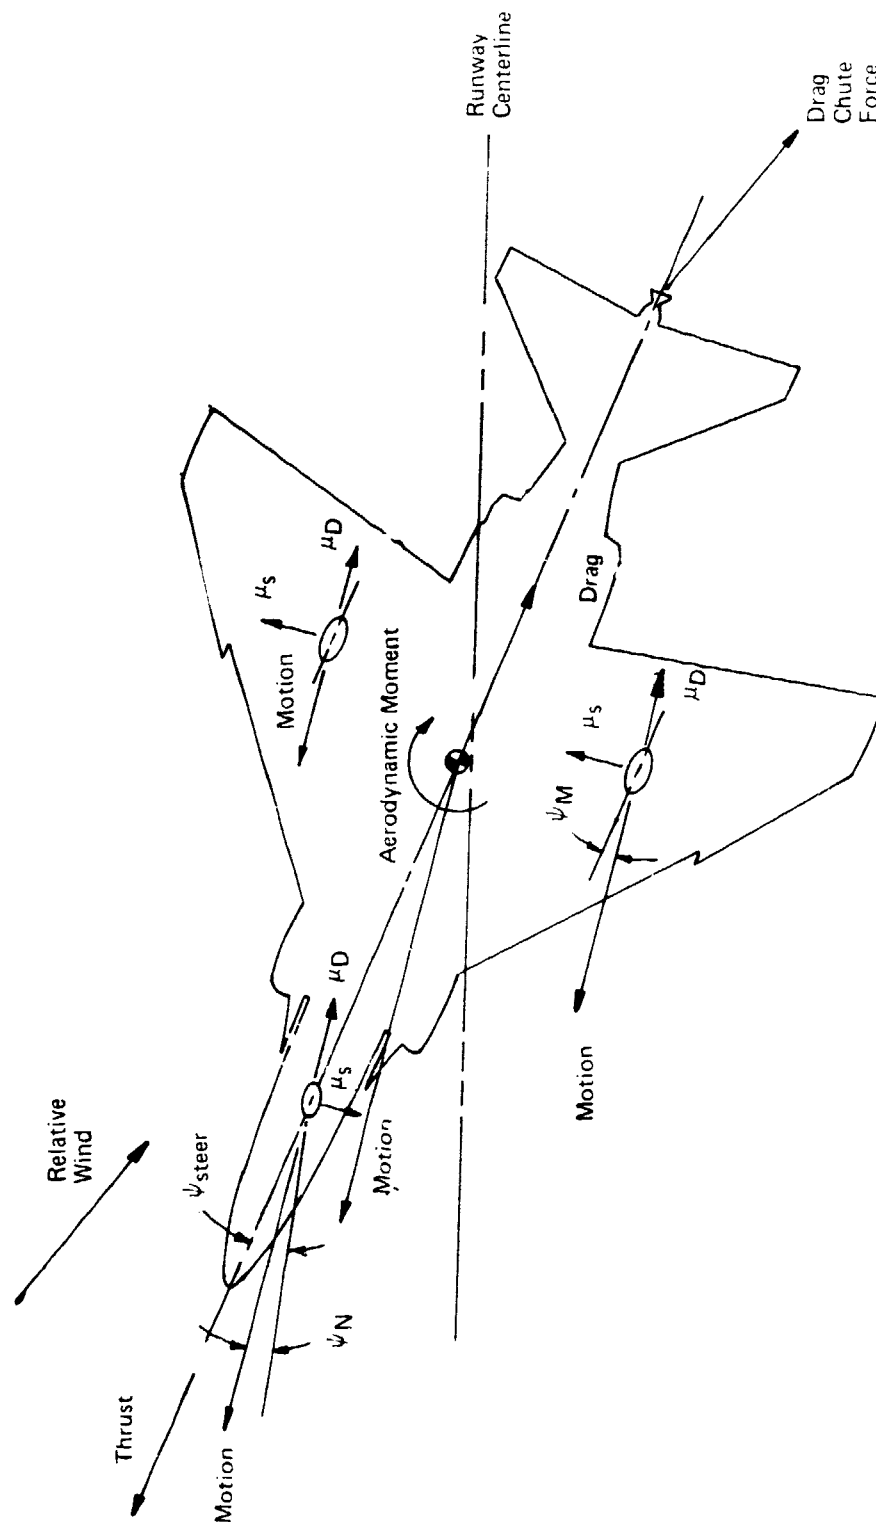 Runway
Centerline
Drag
Chute
Force
μD
μs
Motion
Drag
Aerodynamic Moment
μD
μs
ψM
Motion
μD
μs
Motion
Relative
Wind
ψsteer
ψN
Thrust
Motion